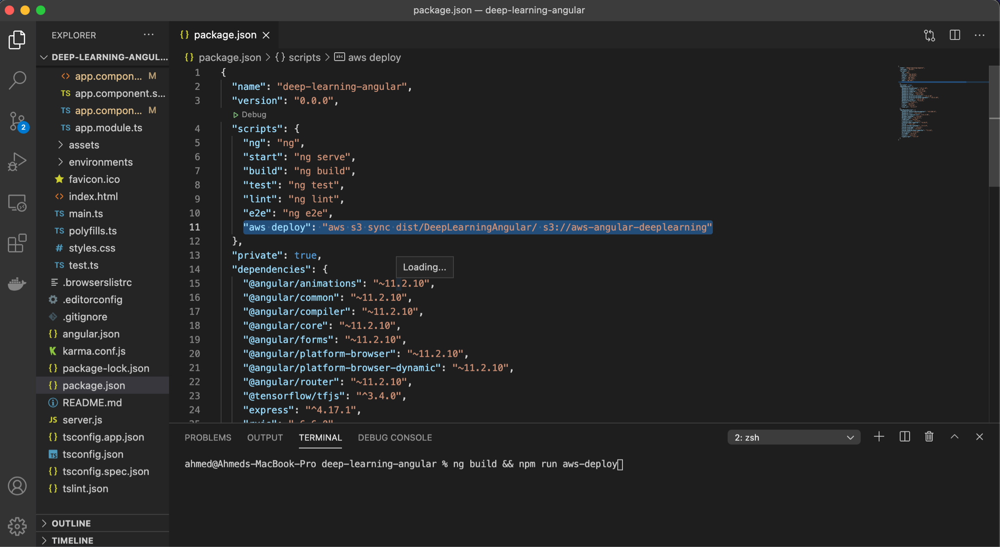 package.json — deep-learning-angular
EXPLORER
package.json
DEEP-LEARNING-ANGUL...
package.json > {} scripts > aws deploy
app.compon... M
TS app.component.s...
TS app.compon... M
TS app.module.ts
assets
environments
favicon.ico
index.html
TS main.ts
TS polyfills.ts
# styles.css
TS test.ts
.browserslistrc
.editorconfig
.gitignore
{} angular.json
karma.conf.js
{} package-lock.json
{} package.json
README.md
JS server.js
{} tsconfig.app.json
TS tsconfig.json
{} tsconfig.spec.json
{} tslint.json
OUTLINE
TIMELINE
2
1 {
2 "name": "deep-learning-angular",
3 "version": "0.0.0",
Debug
4 "scripts": {
5 "ng": "ng",
6 "start": "ng serve",
7 "build": "ng build",
8 "test": "ng test",
9 "lint": "ng lint",
10 "e2e": "ng e2e",
11 "aws deploy": "aws s3 sync dist/DeepLearningAngular/ s3://aws-angular-deeplearning"
12 },
13 "private": true,
14 "dependencies": {
Loading...
15 "@angular/animations": "~11.2.10",
16 "@angular/common": "~11.2.10",
17 "@angular/compiler": "~11.2.10",
18 "@angular/core": "~11.2.10",
19 "@angular/forms": "~11.2.10",
20 "@angular/platform-browser": "~11.2.10",
21 "@angular/platform-browser-dynamic": "~11.2.10",
22 "@angular/router": "~11.2.10",
23 "@tensorflow/tfjs": "^3.4.0",
24 "express": "^4.17.1",
PROBLEMS OUTPUT TERMINAL DEBUG CONSOLE
2: zsh
ahmed@Ahmeds-MacBook-Pro deep-learning-angular % ng build && npm run aws-deploy